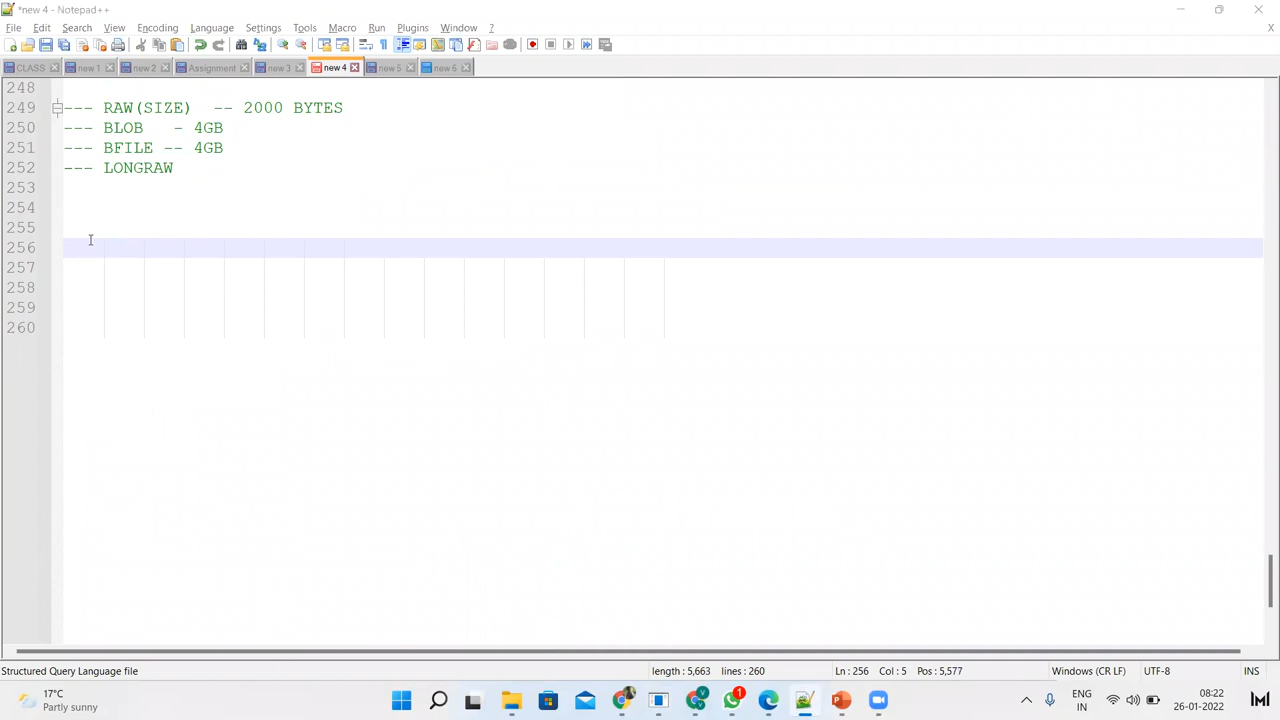 *new 4 - Notepad++
File Edit Search View Encoding Language Settings Tools Macro Run Plugins Window ? X
CLASS new 1 new 2 Assignment new 3 new 4 new 5 new 6
248
249 --- RAW(SIZE) -- 2000 BYTES
250 --- BLOB - 4GB
251 --- BFILE -- 4GB
252 --- LONGRAW
253
254
255
256
257
258
259
260
Structured Query Language file length : 5,663 lines : 260 Ln : 256 Col : 5 Pos : 5,577 Windows (CR LF) UTF-8 INS
17°C
Partly sunny
1
ENG
IN
08:22
26-01-2022